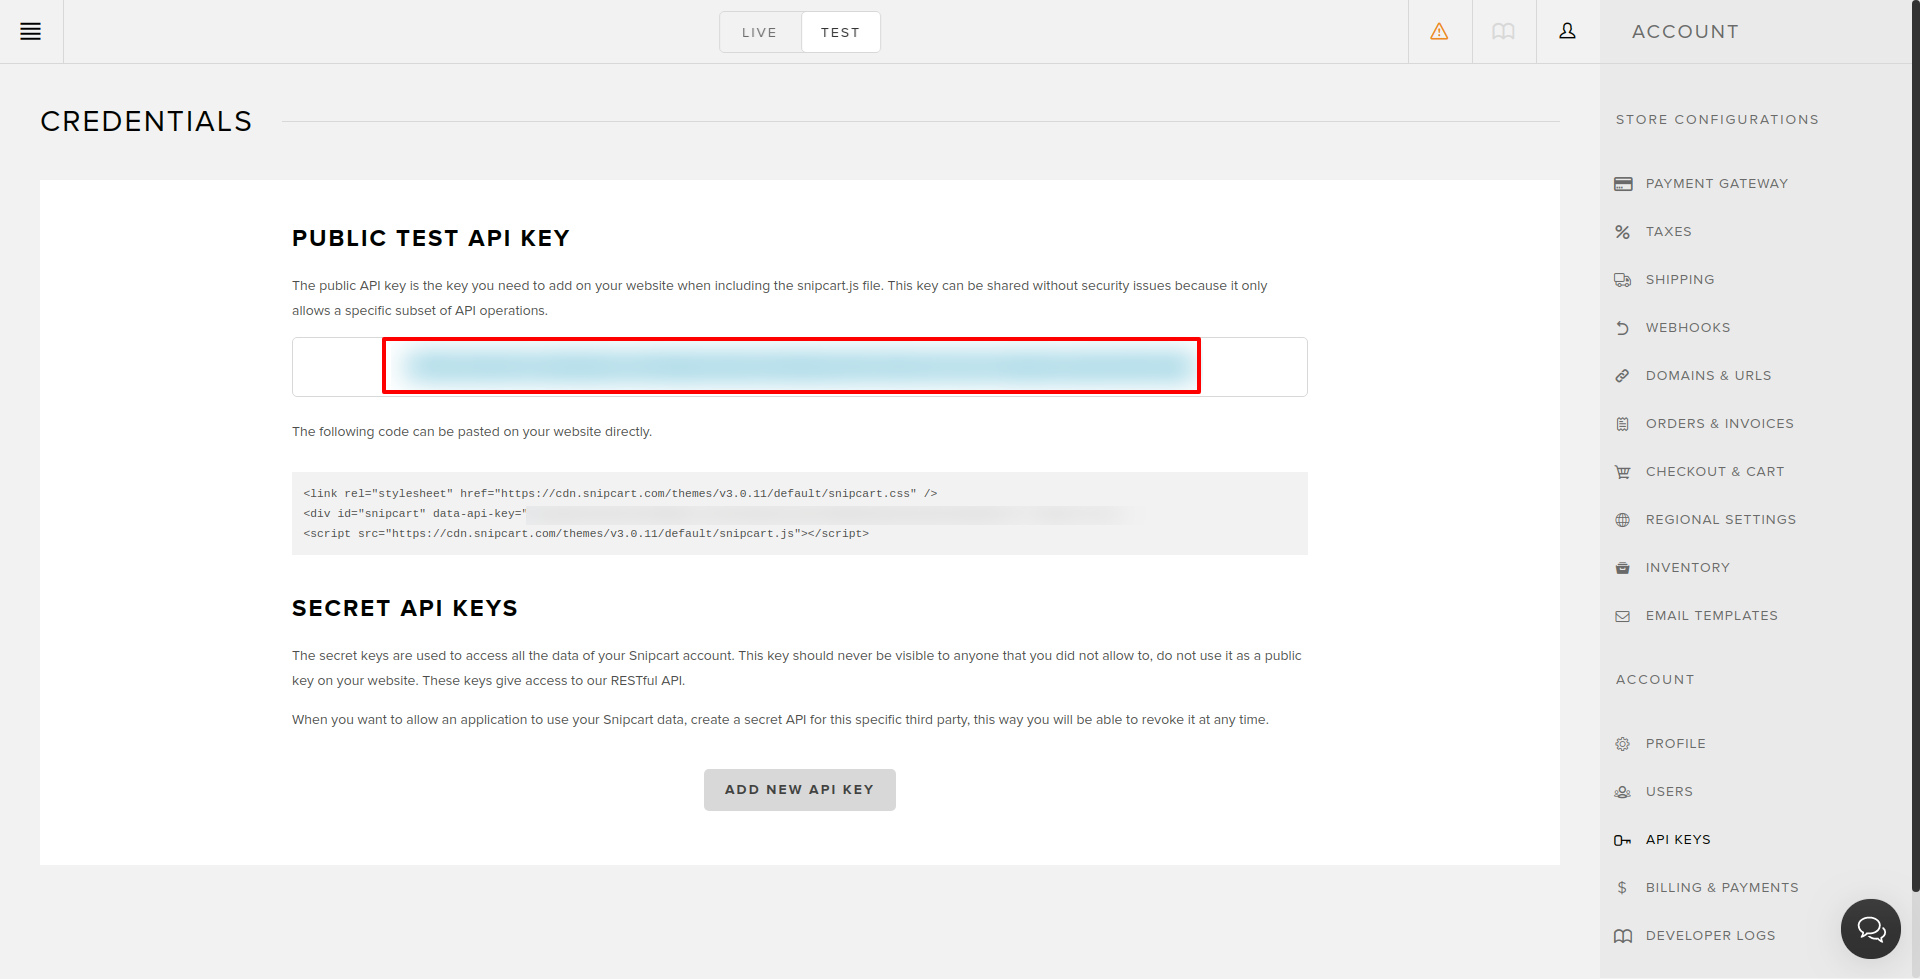 LIVE
TEST
ACCOUNT
CREDENTIALS
PUBLIC TEST API KEY
The public API key is the key you need to add on your website when including the snipcart.js file. This key can be shared without security issues because it only
allows a specific subset of API operations.
The following code can be pasted on your website directly.
<link rel="stylesheet" href="https://cdn.snipcart.com/themes/v3.0.11/default/snipcart.css" />
<div id="snipcart" data-api-key="
<script src="https://cdn.snipcart.com/themes/v3.0.11/default/snipcart.js"></script>
SECRET API KEYS
The secret keys are used to access all the data of your Snipcart account. This key should never be visible to anyone that you did not allow to, do not use it as a public
key on your website. These keys give access to our RESTful API.
When you want to allow an application to use your Snipcart data, create a secret API for this specific third party, this way you will be able to revoke it at any time.
ADD NEW API KEY
STORE CONFIGURATIONS
PAYMENT GATEWAY
TAXES
SHIPPING
WEBHOOKS
DOMAINS & URLS
ORDERS & INVOICES
CHECKOUT & CART
REGIONAL SETTINGS
INVENTORY
EMAIL TEMPLATES
ACCOUNT
PROFILE
USERS
API KEYS
BILLING & PAYMENTS
DEVELOPER LOGS